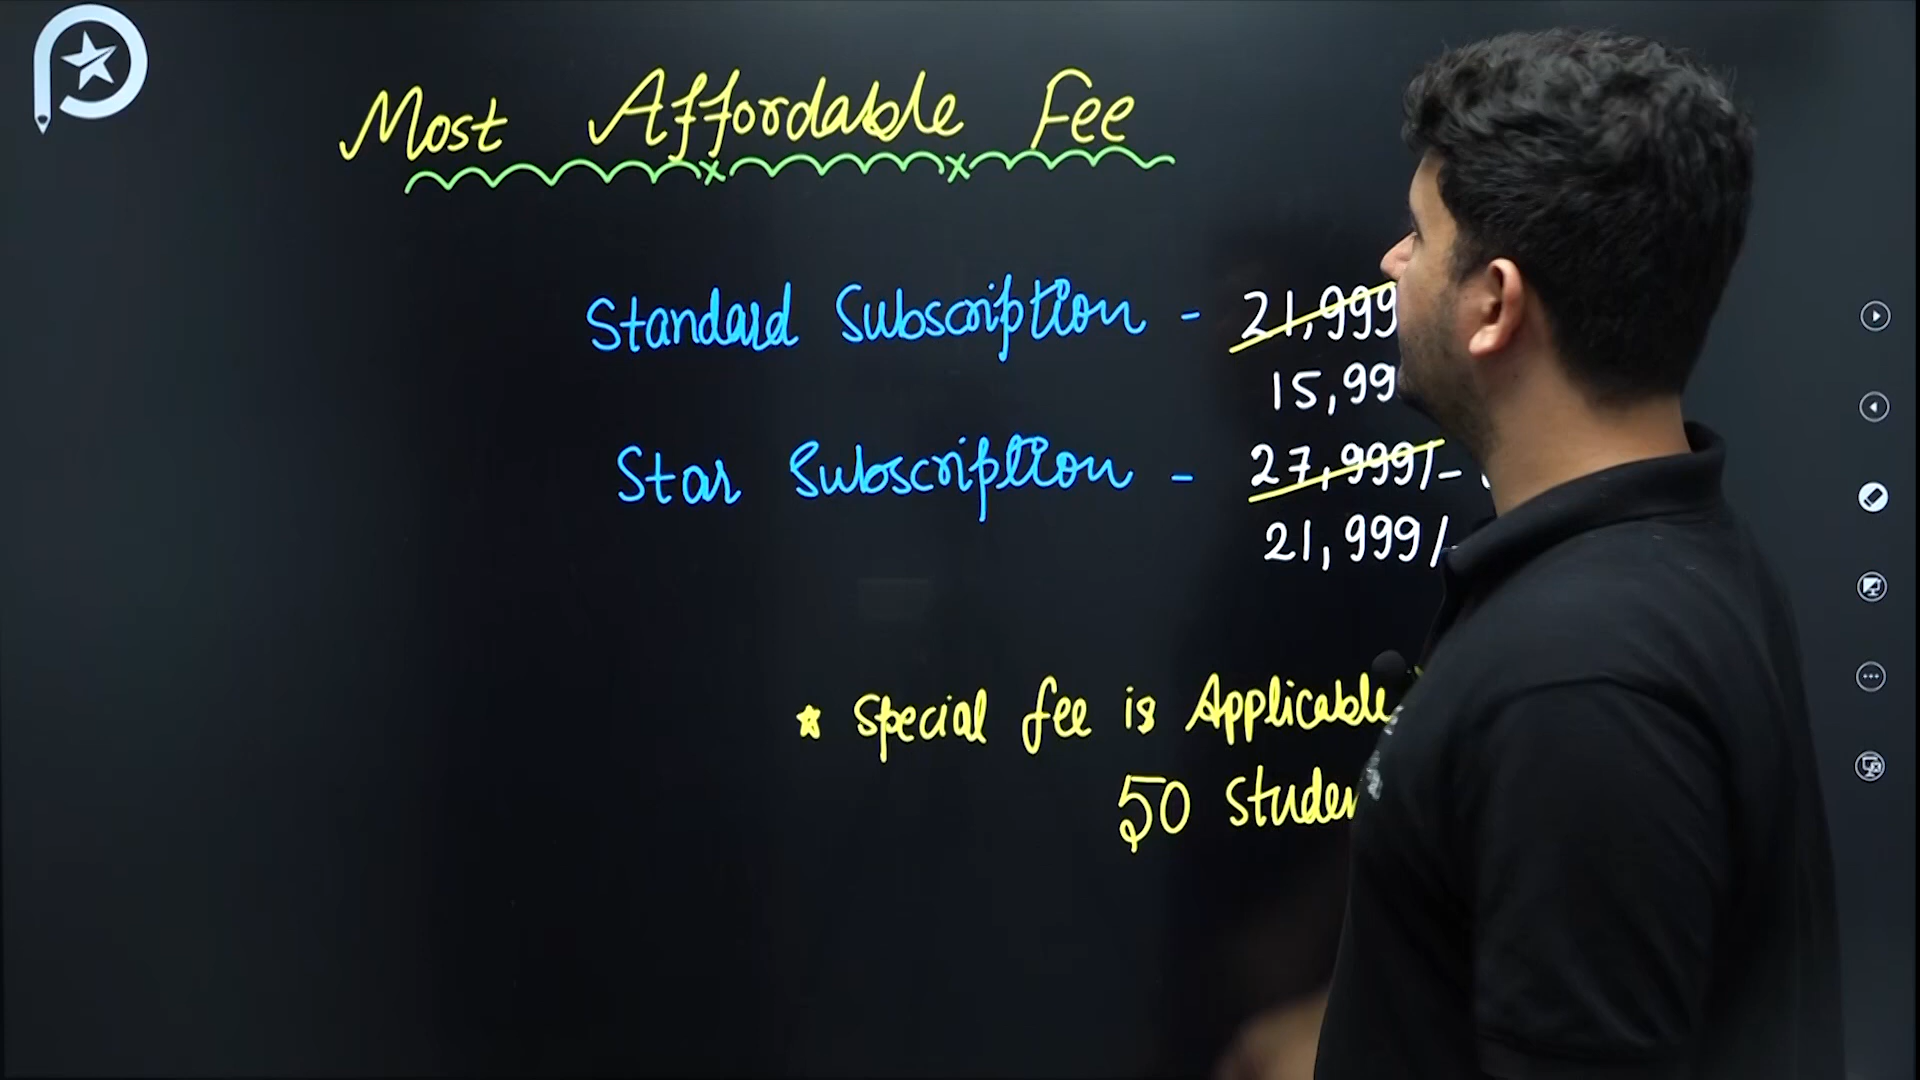 Most Affordable Fee
Standard Subscription - 21,999
15,99
Star Subscription - 27,999/-
21,999/-
* Special fee is Applicable
50